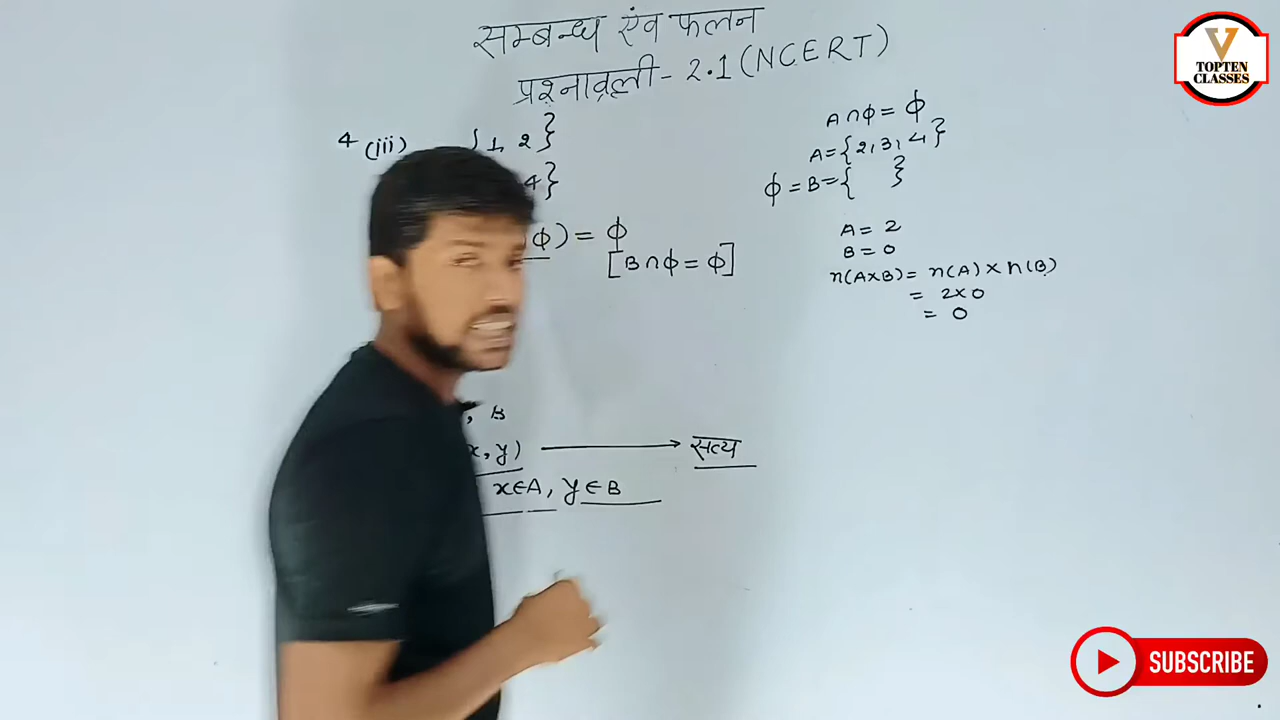 सम्बन्ध एंव फलन
प्रश्नावली - 2.1 (NCERT)
4 (iii) { 1, 2 }
4 }
φ) = φ
[B ∩ φ = φ]
, B
x, y) → सत्य
x ∈ A, y ∈ B
A ∩ φ = φ
A = {2, 3, 4}
φ = B = { }
A = 2
B = 0
n(A×B) = n(A) × n(B)
= 2×0
= 0
V
TOPTEN
CLASSES
SUBSCRIBE